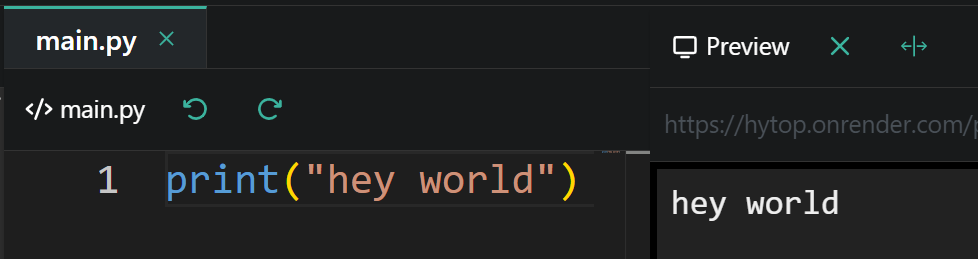 main.py
</> main.py
1 print("hey world")
Preview
https://hytop.onrender.com/
hey world